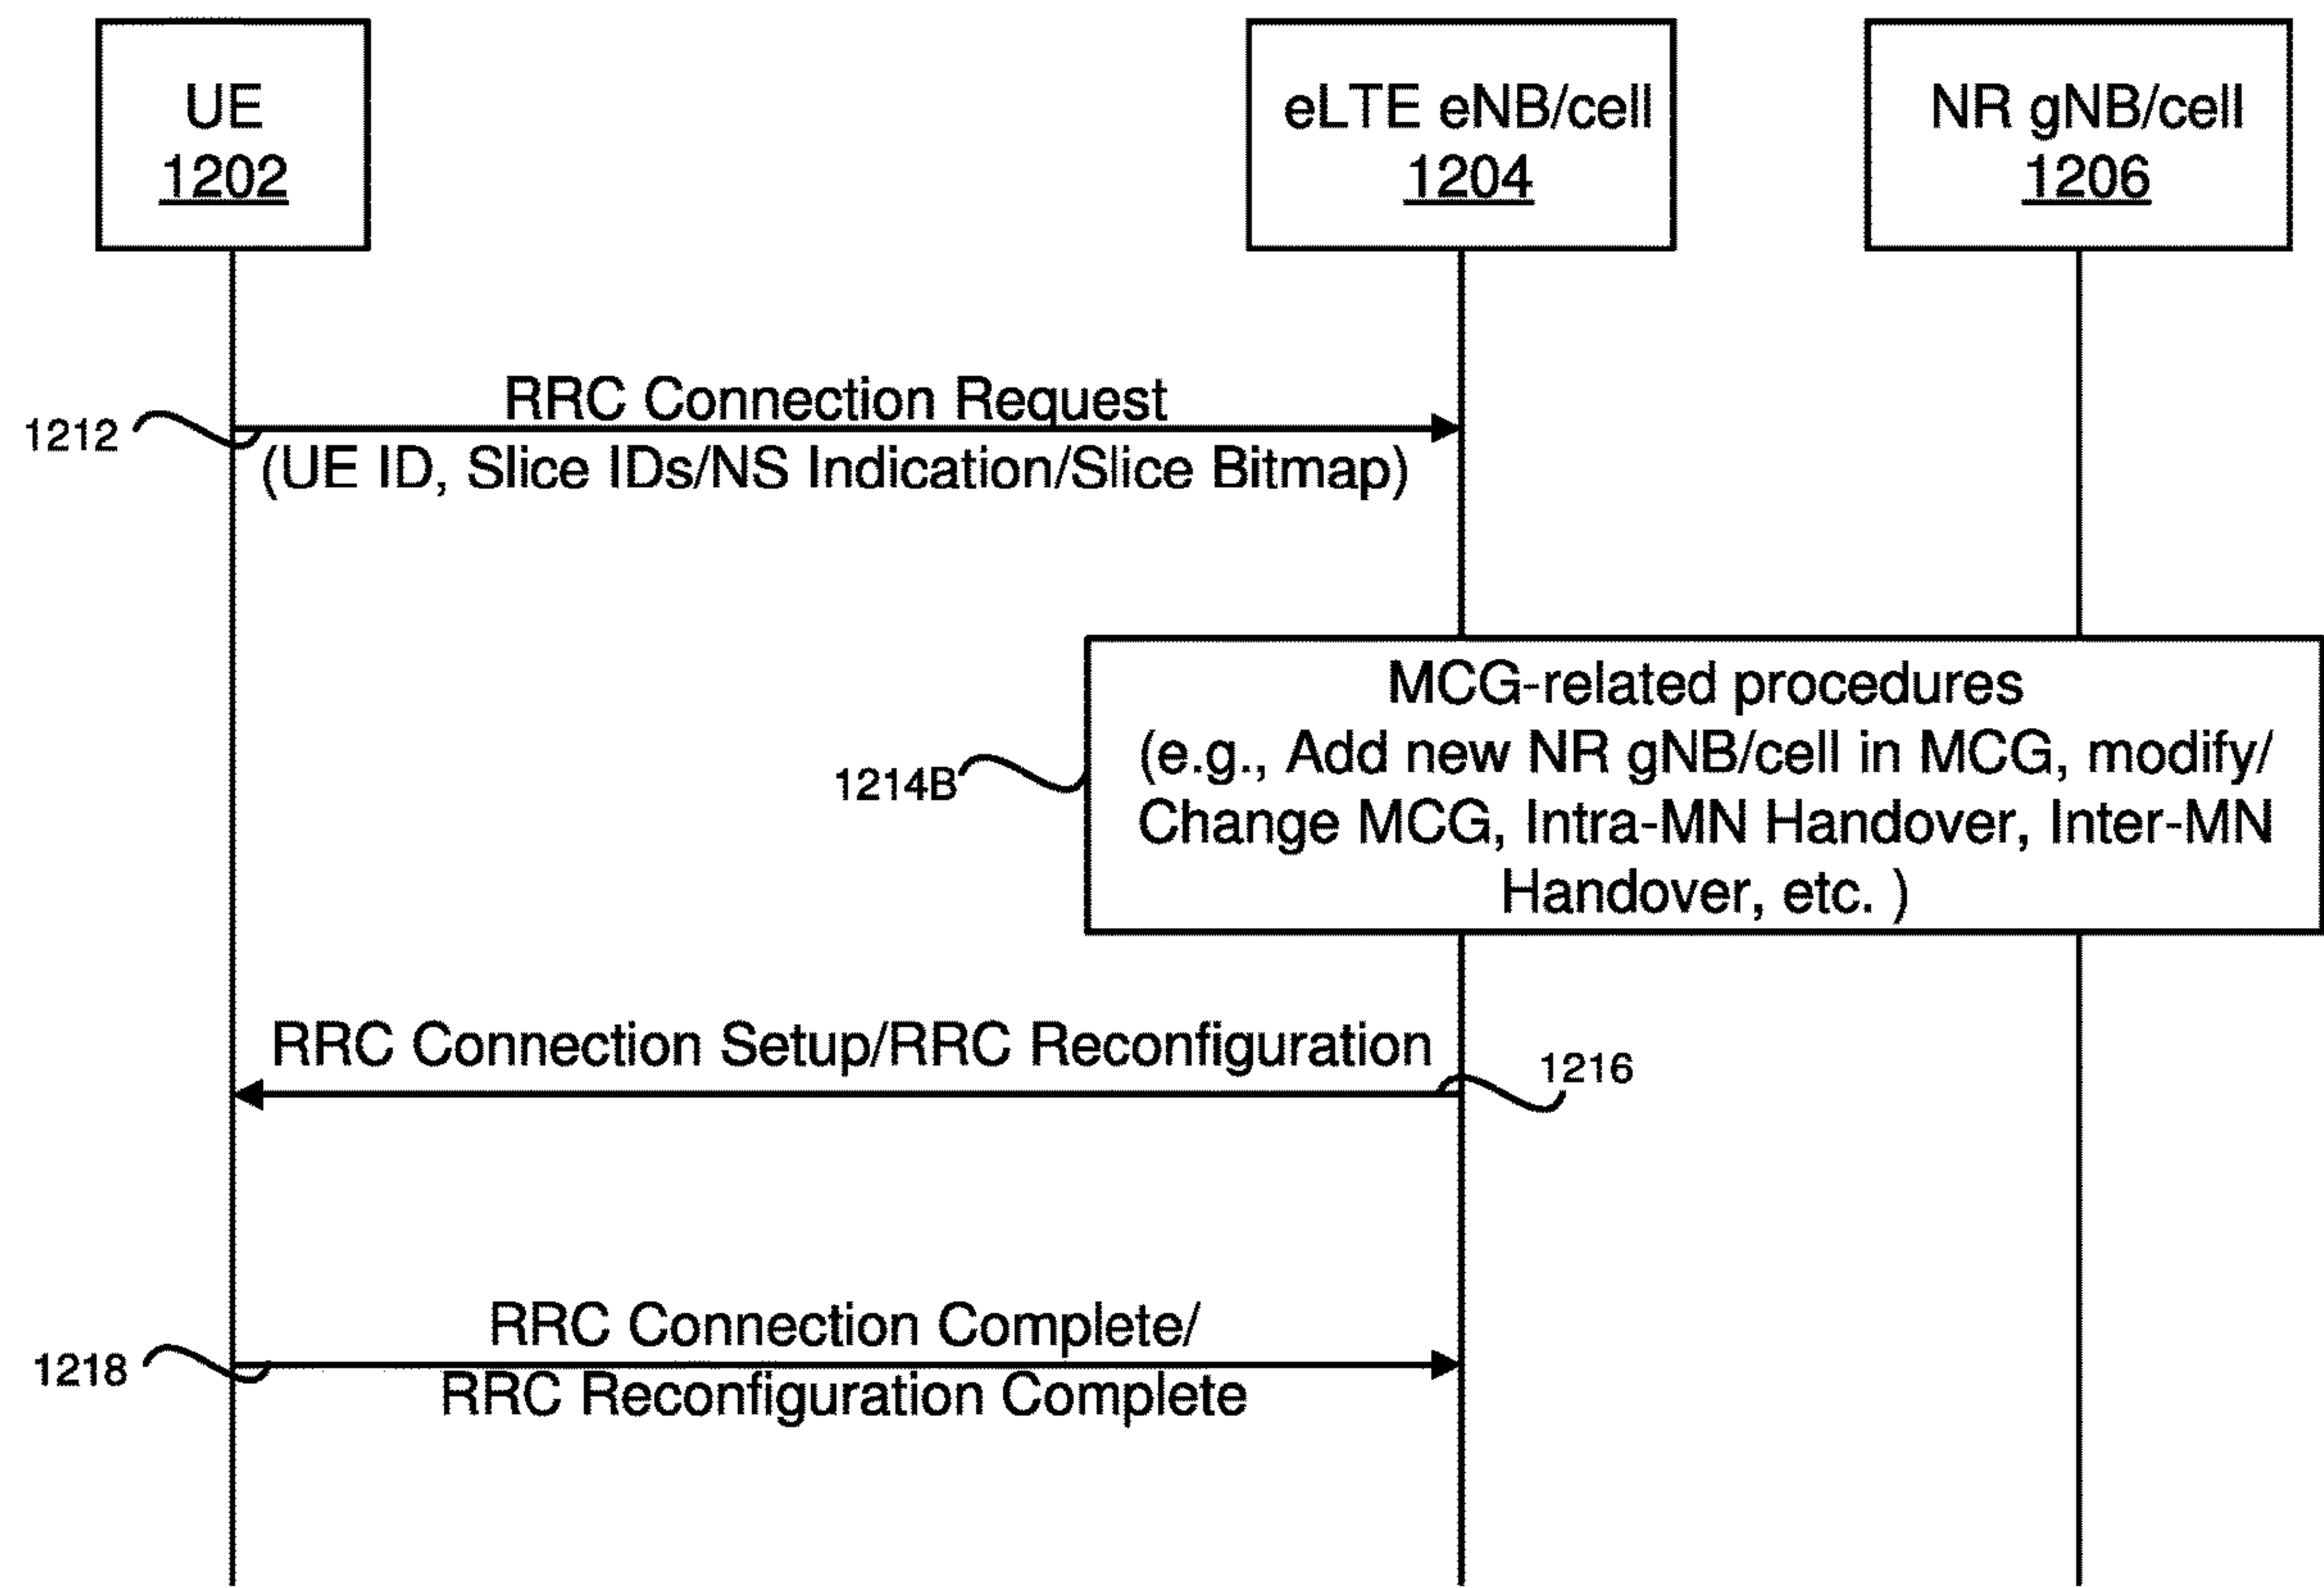 UE
1202
eLTE eNB/cell
1204
NR gNB/cell
1206
RRC Connection Request
1212
(UE ID, Slice IDs/NS Indication/Slice Bitmap)
MCG-related procedures
(e.g., Add new NR gNB/cell in MCG, modify/
1214B
Change MCG, Intra-MN Handover, Inter-MN
Handover, etc. )
RRC Connection Setup/RRC Reconfiguration
1216
RRC Connection Complete/
1218
RRC Reconfiguration Complete